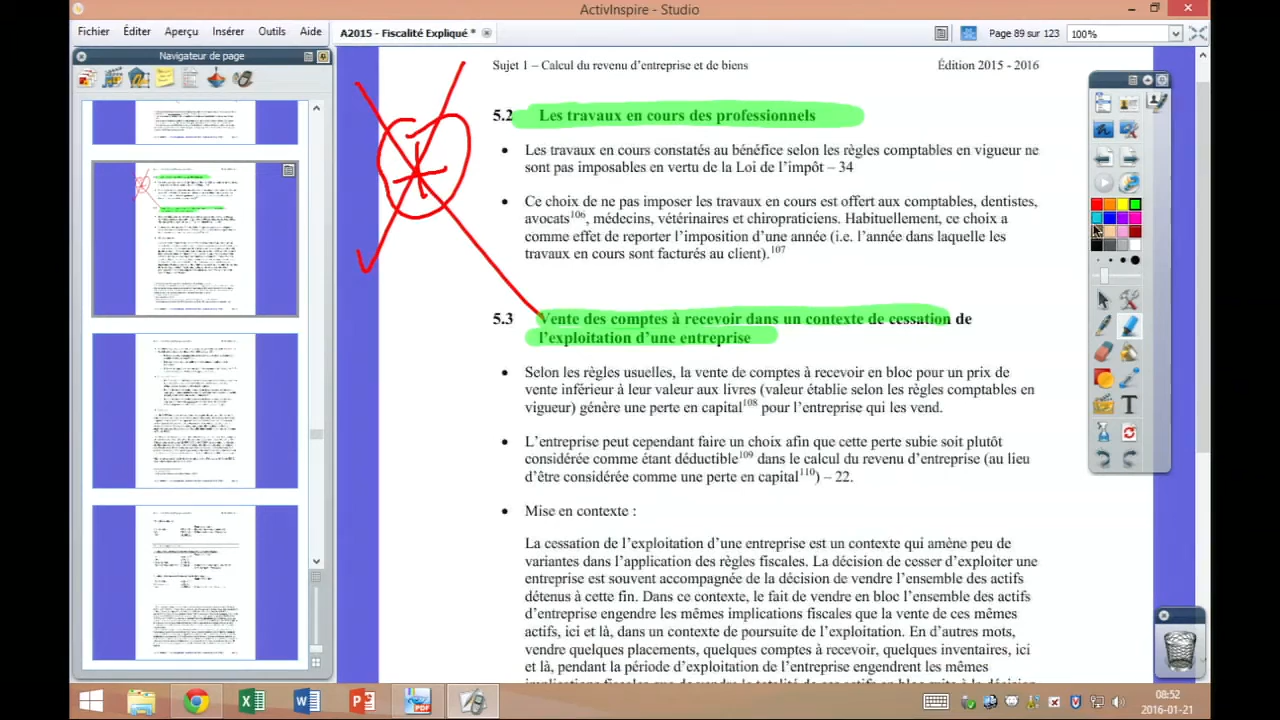 ActivInspire - Studio
Fichier Éditer Aperçu Insérer Outils Aide
A2015 - Fiscalité Expliqué *
Page 89 sur 123
100%
Navigateur de page
Sujet 1 – Calcul du revenu d’entreprise et de biens
Édition 2015 - 2016
5.2 Les travaux en cours des professionnels
• Les travaux en cours constatés au bénéfice selon les règles comptables en vigueur ne
sont pas imposables en vertu de la Loi de l’impôt – 34
• Ce choix de ne pas imposer les travaux en cours est offert aux comptables, dentistes,
106 vétérinaires et chiropraticiens. Habituellement, ce choix a
pour effet de reporter l’imposition d’une année (i.e. l’année dans laquelle les
travaux en cours sont facturés au client).107
5.3 Vente des comptes à recevoir dans un contexte de cessation de
l’exploitation d’une entreprise
• Selon les règles usuelles, la vente de comptes à recevoir en bloc pour un prix de
vente inférieur à la valeur aux livres (valeur établie selon les règles comptables en
vigueur) génère une perte en capital108 pour l’entreprise qui les vend.
• L’entreprise peut cependant faire un choix afin que cette perte subie soit plutôt
considérée comme étant déductible109 dans le calcul du revenu d’entreprise (au lieu
d’être considérée comme une perte en capital110) – 22.
• Mise en contexte :
La cessation de l’exploitation d’une entreprise est un contexte qui amène peu de
variantes dans l’application des règles fiscales. La décision de cesser d’exploiter une
entreprise est souvent accompagnée de la décision de vendre l’ensemble des actifs
détenus à cette fin. Dans ce contexte, le fait de vendre en bloc l’ensemble des actifs
engendre les mêmes implications fiscales que la vente individuelle de ces mêmes
actifs dans un contexte de poursuite de l’exploitation. En d’autres mots,
vendre quelques placements, quelques comptes à recevoir, quelques inventaires, ici
et là, pendant la période d’exploitation de l’entreprise engendrent les mêmes
08:52
2016-01-21